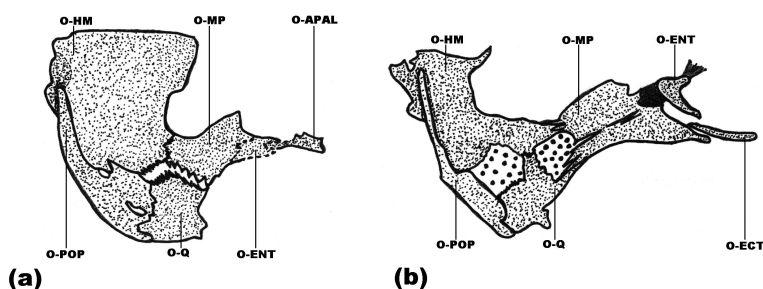 O-HM
O-MP
O-APAL
O-POP
O-Q
O-ENT
(a)
O-HM
O-MP
O-ENT
O-POP
O-Q
O-ECT
(b)